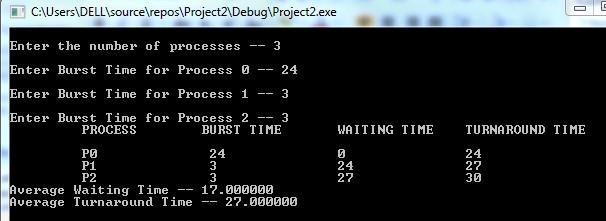 C:\Users\DELL\source\repos\Project2\Debug\Project2.exe
Enter the number of processes -- 3
Enter Burst Time for Process 0 -- 24
Enter Burst Time for Process 1 -- 3
Enter Burst Time for Process 2 -- 3
PROCESS BURST TIME WAITING TIME TURNAROUND TIME
P0 24 0 24
P1 3 24 27
P2 3 27 30
Average Waiting Time -- 17.000000
Average Turnaround Time -- 27.000000